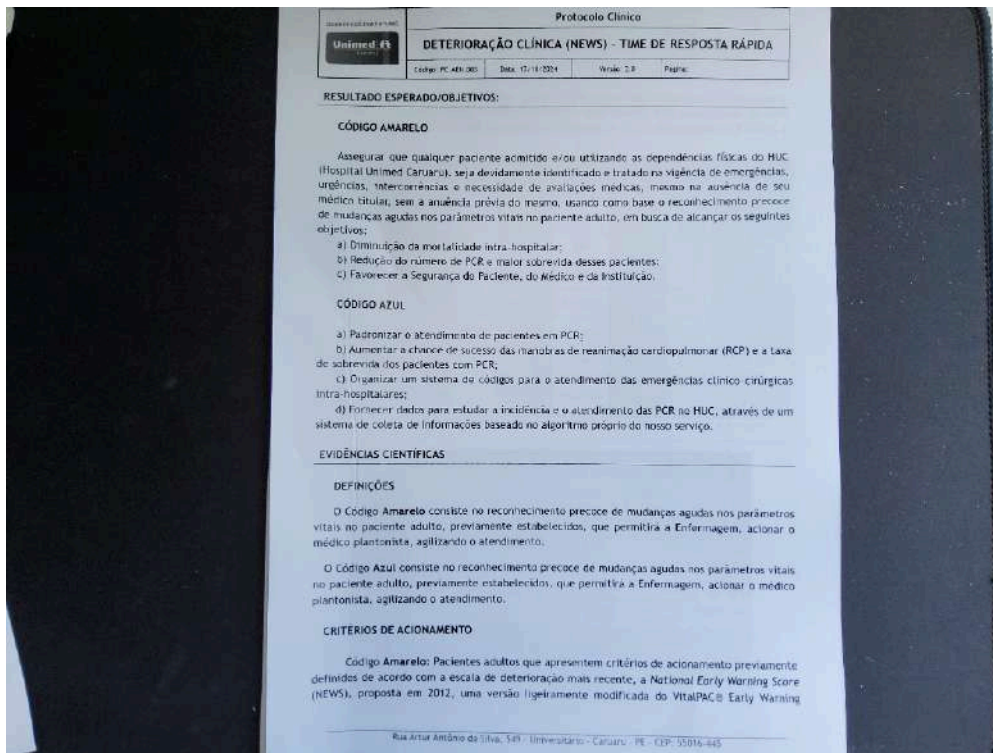 Protocolo Clínico
Unimed
DETERIORAÇÃO CLÍNICA (NEWS) - TIME DE RESPOSTA RÁPIDA
Versão: 2.0
Página:
RESULTADO ESPERADO/OBJETIVOS:
CÓDIGO AMARELO
Assegurar que qualquer paciente admitido e/ou utilizando as dependências físicas do HUC
(Hospital Unimed Caruaru), seja devidamente identificado e tratado na vigência de emergências,
urgências, intercorrências e necessidade de avaliações médicas, mesmo na ausência de seu
médico titular, sem a anuência prévia do mesmo, usando como base o reconhecimento precoce
de mudanças agudas nos parâmetros vitais no paciente adulto, em busca de alcançar os seguintes
objetivos:
a) Diminuição da mortalidade intra-hospitalar;
b) Redução do número de PCR e maior sobrevida desses pacientes;
c) Favorecer a Segurança do Paciente, do Médico e da Instituição.
CÓDIGO AZUL
a) Padronizar o atendimento de pacientes em PCR;
b) Aumentar a chance de sucesso das manobras de reanimação cardiopulmonar (RCP) e a taxa
de sobrevida dos pacientes com PCR;
c) Organizar um sistema de códigos para o atendimento das emergências clínico-cirúrgicas
intra-hospitalares;
d) Fornecer dados para estudar a incidência e o atendimento das PCR no HUC, através de um
sistema de coleta de informações baseado no algoritmo próprio do nosso serviço.
EVIDÊNCIAS CIENTÍFICAS
DEFINIÇÕES
O Código Amarelo consiste no reconhecimento precoce de mudanças agudas nos parâmetros
vitais no paciente adulto, previamente estabelecidos, que permitirá a Enfermagem, acionar o
médico plantonista, agilizando o atendimento.
O Código Azul consiste no reconhecimento precoce de mudanças agudas nos parâmetros vitais
no paciente adulto, previamente estabelecidos, que permitirá a Enfermagem, acionar o médico
plantonista, agilizando o atendimento.
CRITÉRIOS DE ACIONAMENTO
Código Amarelo: Pacientes adultos que apresentem critérios de acionamento previamente
definidos de acordo com a escala de deterioração mais recente, a National Early Warning Score
(NEWS), proposta em 2012, uma versão ligeiramente modificada do VitalPAC® Early Warning
Rua Artur Antônio da Silva, 549 - Universitário - Caruaru - PE - CEP: 55016-445